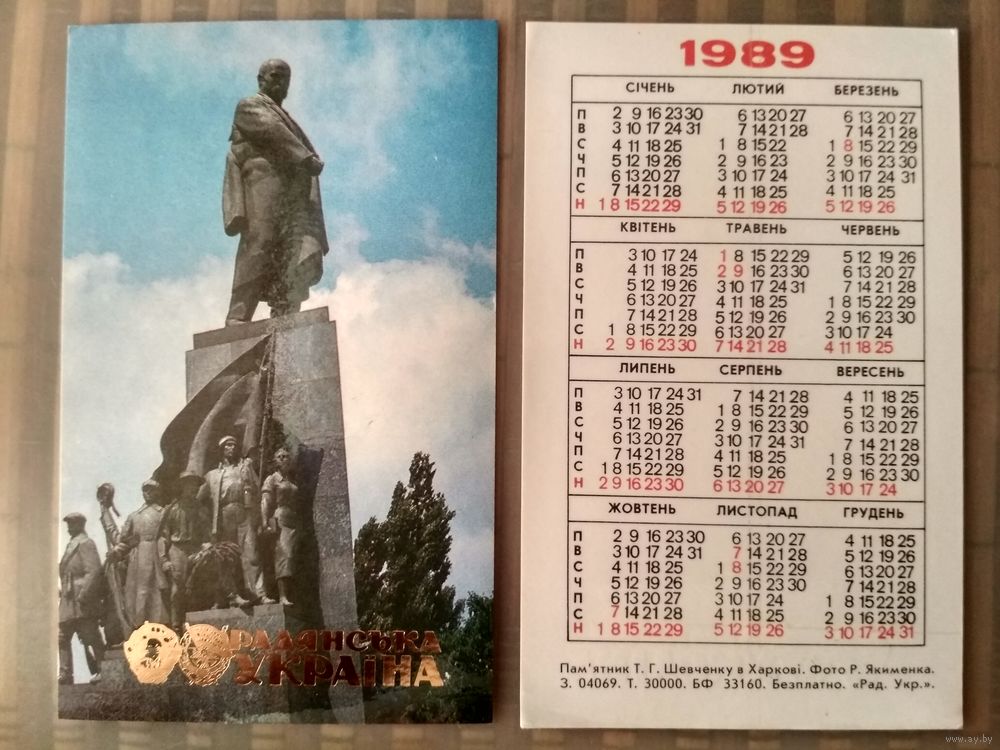 РАДЯНСЬКА
УКРАЇНА
1989
СІЧЕНЬ ЛЮТИЙ БЕРЕЗЕНЬ
П 2 9 16 23 30 6 13 20 27 6 13 20 27
В 3 10 17 24 31 7 14 21 28 7 14 21 28
С 4 11 18 25 1 8 15 22 1 8 15 22 29
Ч 5 12 19 26 2 9 16 23 2 9 16 23 30
П 6 13 20 27 3 10 17 24 3 10 17 24 31
С 7 14 21 28 4 11 18 25 4 11 18 25
Н 1 8 15 22 29 5 12 19 26 5 12 19 26
КВІТЕНЬ ТРАВЕНЬ ЧЕРВЕНЬ
П 3 10 17 24 1 8 15 22 29 5 12 19 26
В 4 11 18 25 2 9 16 23 30 6 13 20 27
С 5 12 19 26 3 10 17 24 31 7 14 21 28
Ч 6 13 20 27 4 11 18 25 1 8 15 22 29
П 7 14 21 28 5 12 19 26 2 9 16 23 30
С 1 8 15 22 29 6 13 20 27 3 10 17 24
Н 2 9 16 23 30 7 14 21 28 4 11 18 25
ЛИПЕНЬ СЕРПЕНЬ ВЕРЕСЕНЬ
П 3 10 17 24 31 7 14 21 28 4 11 18 25
В 4 11 18 25 1 8 15 22 29 5 12 19 26
С 5 12 19 26 2 9 16 23 30 6 13 20 27
Ч 6 13 20 27 3 10 17 24 31 7 14 21 28
П 7 14 21 28 4 11 18 25 1 8 15 22 29
С 1 8 15 22 29 5 12 19 26 2 9 16 23 30
Н 2 9 16 23 30 6 13 20 27 3 10 17 24
ЖОВТЕНЬ ЛИСТОПАД ГРУДЕНЬ
П 2 9 16 23 30 6 13 20 27 4 11 18 25
В 3 10 17 24 31 7 14 21 28 5 12 19 26
С 4 11 18 25 1 8 15 22 29 6 13 20 27
Ч 5 12 19 26 2 9 16 23 30 7 14 21 28
П 6 13 20 27 3 10 17 24 1 8 15 22 29
С 7 14 21 28 4 11 18 25 2 9 16 23 30
Н 1 8 15 22 29 5 12 19 26 3 10 17 24 31
Пам'ятник Т. Г. Шевченку в Харкові. Фото Р. Якименка.
З. 04069. Т. 30000. БФ 33160. Безплатно. «Рад. Укр.».
www.ay.by